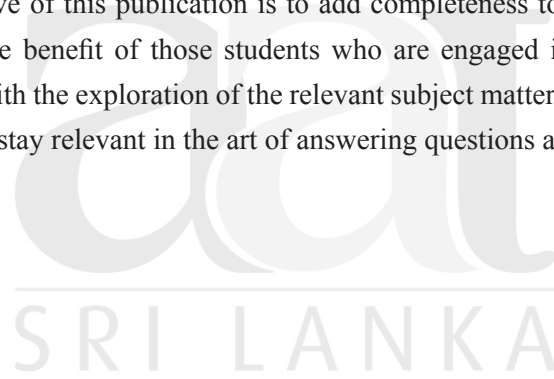 ve of this publication is to add completeness to
e benefit of those students who are engaged i
ith the exploration of the relevant subject matter
stay relevant in the art of answering questions a
aat
SRI LANKA